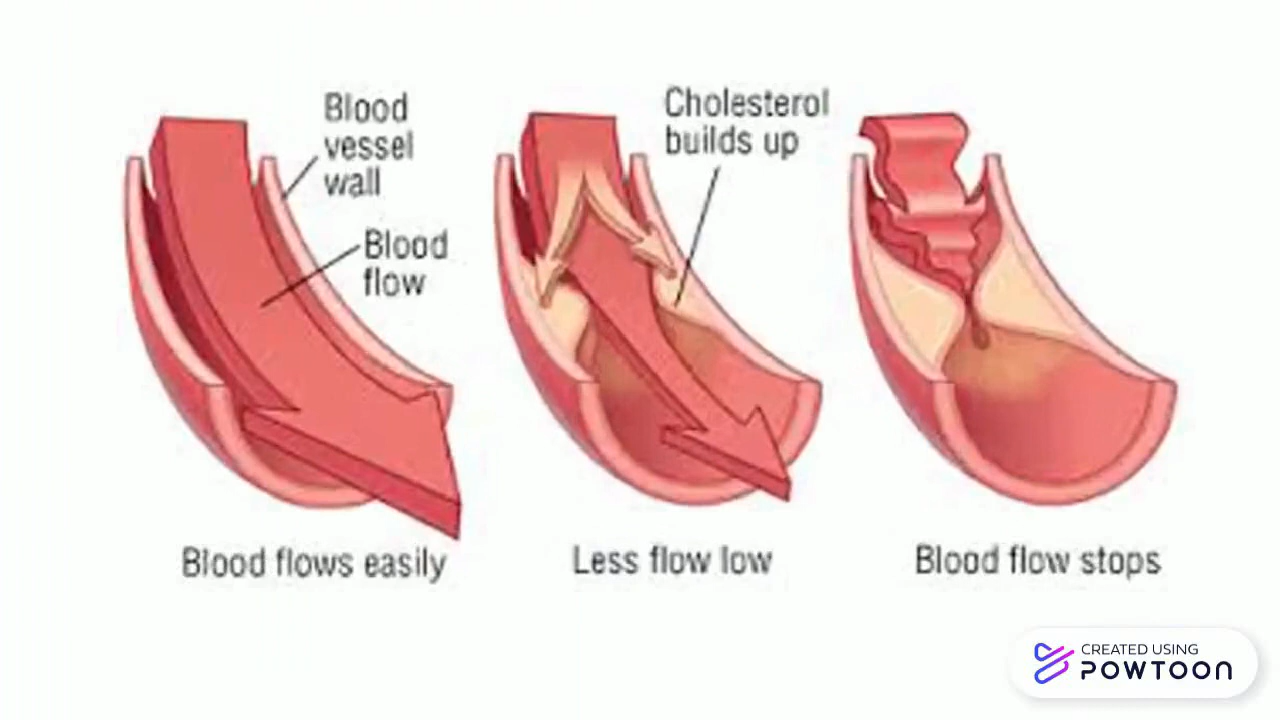 Blood
vessel
wall
Blood
flow
Cholesterol
builds up
Blood flows easily
Less flow low
Blood flow stops
CREATED USING
POWTOON